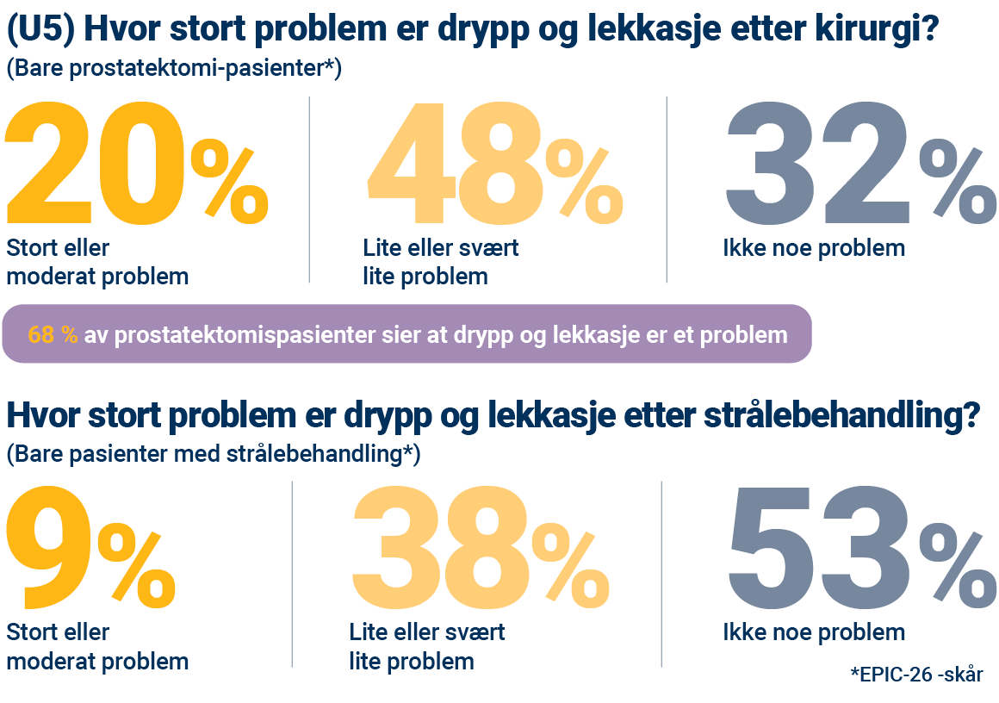 (U5) Hvor stort problem er drypp og lekkasje etter kirurgi?
(Bare prostatektomi-pasienter*)
20%
48%
32%
Stort eller
moderat problem
Lite eller svært
lite problem
Ikke noe problem
68 % av prostatektomispasienter sier at drypp og lekkasje er et problem
Hvor stort problem er drypp og lekkasje etter strålebehandling?
(Bare pasienter med strålebehandling*)
9%
38%
53%
Stort eller
moderat problem
Lite eller svært
lite problem
Ikke noe problem
*EPIC-26 -skår